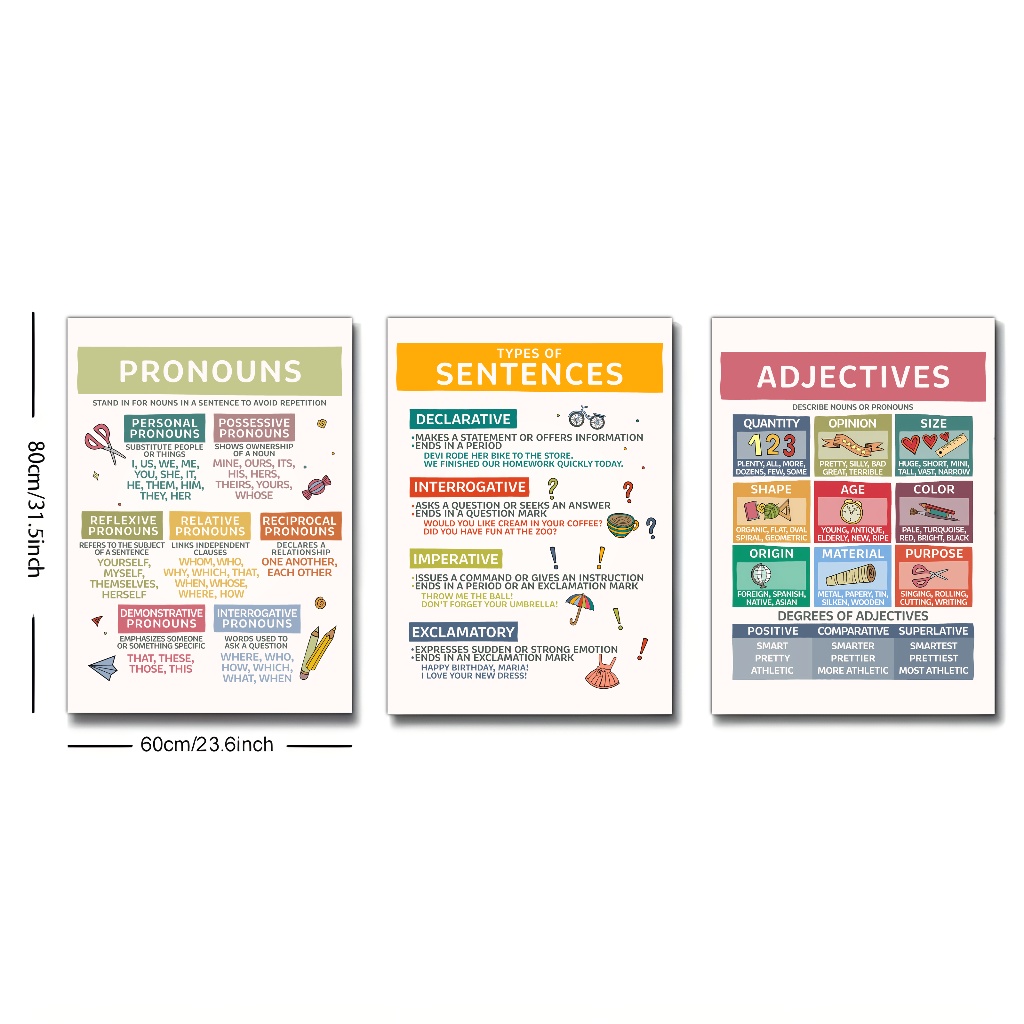 80cm/31.5inch
PRONOUNS
STAND IN FOR NOUNS IN A SENTENCE TO AVOID REPETITION
PERSONAL
PRONOUNS
SUBSTITUTE PEOPLE
OR THINGS
I, US, WE, ME,
YOU, SHE, IT,
HE, THEM, HIM,
THEY, HER
POSSESSIVE
PRONOUNS
SHOWS OWNERSHIP
OF A NOUN
MINE, OURS, ITS,
HIS, HERS,
THEIRS, YOURS,
WHOSE
REFLEXIVE
PRONOUNS
REFERS TO THE SUBJECT
OF A SENTENCE
YOURSELF,
MYSELF,
THEMSELVES,
HERSELF
RELATIVE
PRONOUNS
LINKS INDEPENDENT
CLAUSES
WHOM, WHO,
WHY, WHICH, THAT,
WHEN, WHOSE,
WHERE, HOW
RECIPROCAL
PRONOUNS
DECLARES A
RELATIONSHIP
ONE ANOTHER,
EACH OTHER
DEMONSTRATIVE
PRONOUNS
EMPHASIZES SOMEONE
OR SOMETHING SPECIFIC
THAT, THESE,
THOSE, THIS
INTERROGATIVE
PRONOUNS
WORDS USED TO
ASK A QUESTION
WHERE, WHO,
HOW, WHICH,
WHAT, WHEN
60cm/23.6inch
TYPES OF
SENTENCES
DECLARATIVE
•MAKES A STATEMENT OR OFFERS INFORMATION
•ENDS IN A PERIOD
DEVI RODE HER BIKE TO THE STORE.
WE FINISHED OUR HOMEWORK QUICKLY TODAY.
INTERROGATIVE
•ASKS A QUESTION OR SEEKS AN ANSWER
•ENDS IN A QUESTION MARK
WOULD YOU LIKE CREAM IN YOUR COFFEE?
DID YOU HAVE FUN AT THE ZOO?
IMPERATIVE
•ISSUES A COMMAND OR GIVES AN INSTRUCTION
•ENDS IN A PERIOD OR AN EXCLAMATION MARK
THROW ME THE BALL!
DON'T FORGET YOUR UMBRELLA!
EXCLAMATORY
•EXPRESSES SUDDEN OR STRONG EMOTION
•ENDS IN AN EXCLAMATION MARK
HAPPY BIRTHDAY, MARIA!
I LOVE YOUR NEW DRESS!
ADJECTIVES
DESCRIBE NOUNS OR PRONOUNS
QUANTITY
123
PLENTY, ALL, MORE,
DOZENS, FEW, SOME
OPINION
PRETTY, SILLY, BAD
GREAT, TERRIBLE
SIZE
HUGE, SHORT, MINI,
TALL, VAST, NARROW
SHAPE
ORGANIC, FLAT, OVAL
SPIRAL, GEOMETRIC
AGE
YOUNG, ANTIQUE,
ELDERLY, NEW, RIPE
COLOR
PALE, TURQUOISE,
RED, BRIGHT, BLACK
ORIGIN
FOREIGN, SPANISH,
NATIVE, ASIAN
MATERIAL
METAL, PAPERY, TIN,
SILKEN, WOODEN
PURPOSE
SINGING, ROLLING,
CUTTING, WRITING
DEGREES OF ADJECTIVES
POSITIVE COMPARATIVE SUPERLATIVE
SMART SMARTER SMARTEST
PRETTY PRETTIER PRETTIEST
ATHLETIC MORE ATHLETIC MOST ATHLETIC